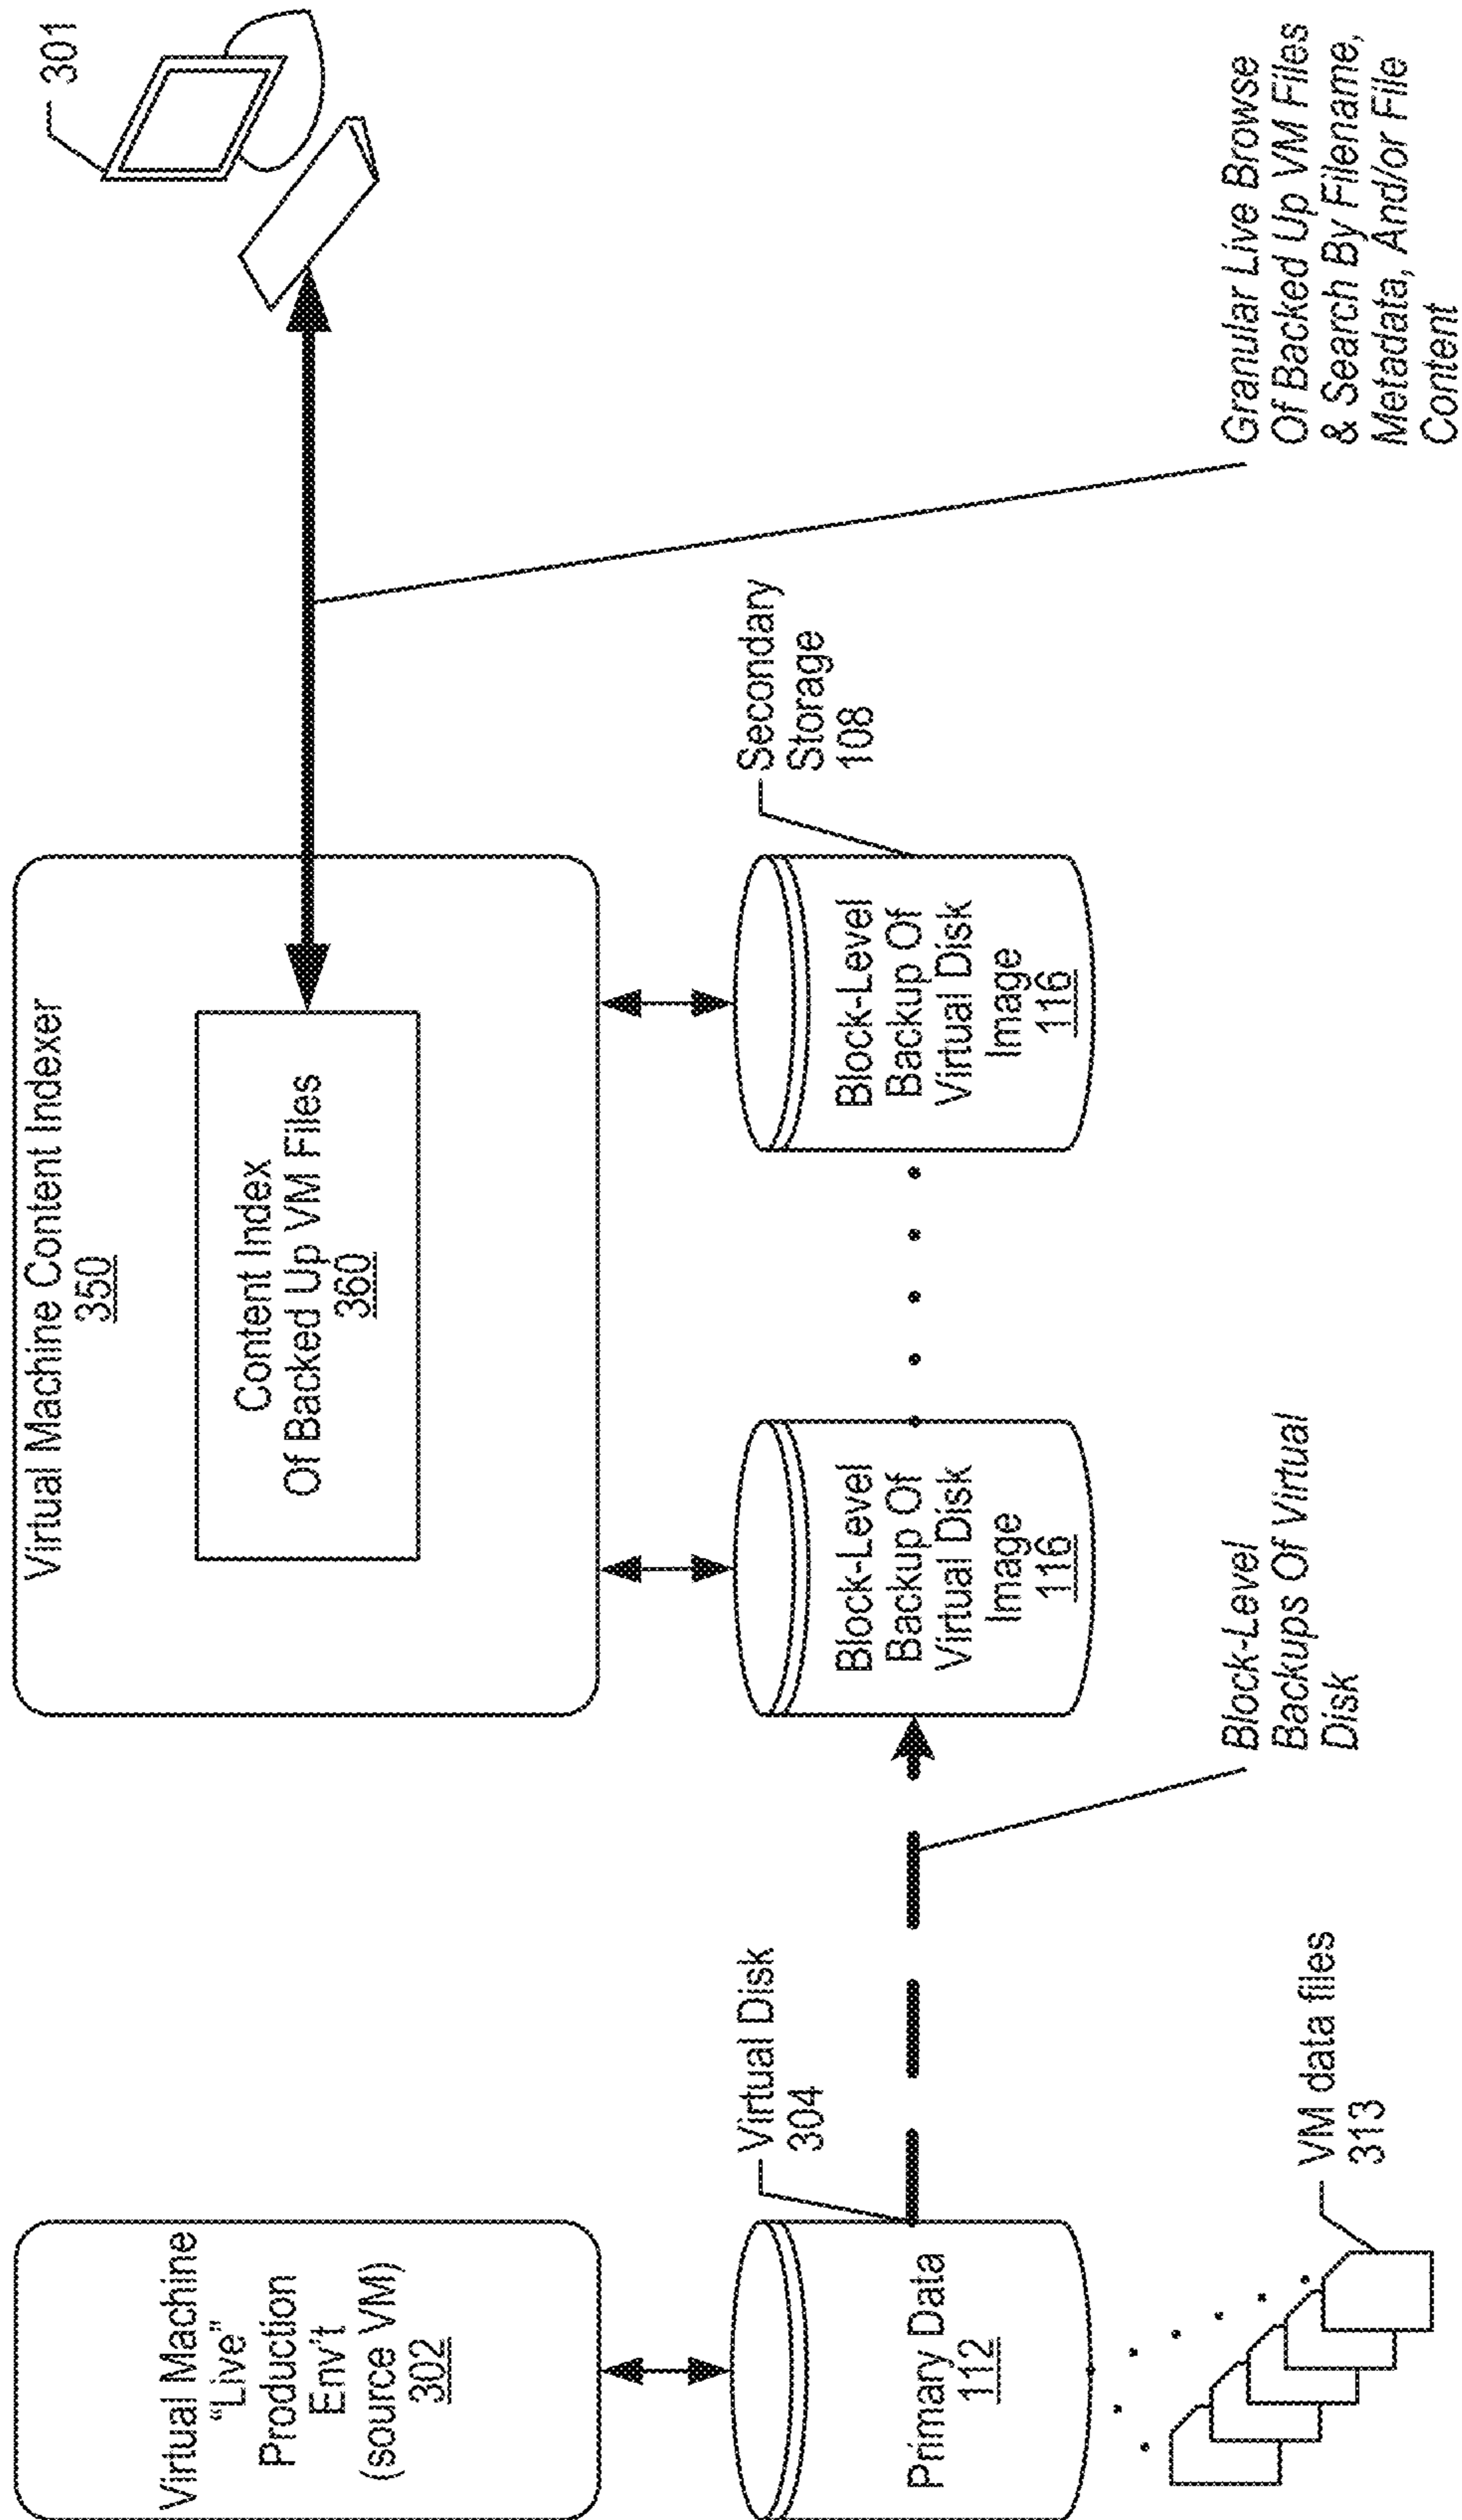 Virtual Machine
“Live”
Production
Env't
(source VM)
302
Virtual Disk
304
Primary Data
112
VM data files
313
Block-Level
Backups Of Virtual
Disk
Virtual Machine Content Indexer
350
Content Index
Of Backed Up VM Files
360
Block-Level
Backup Of
Virtual Disk
Image
116
Block-Level
Backup Of
Virtual Disk
Image
116
Secondary
Storage
108
301
Granular Live Browse
Of Backed Up VM Files
& Search By Filename,
Metadata, And/or File
Content